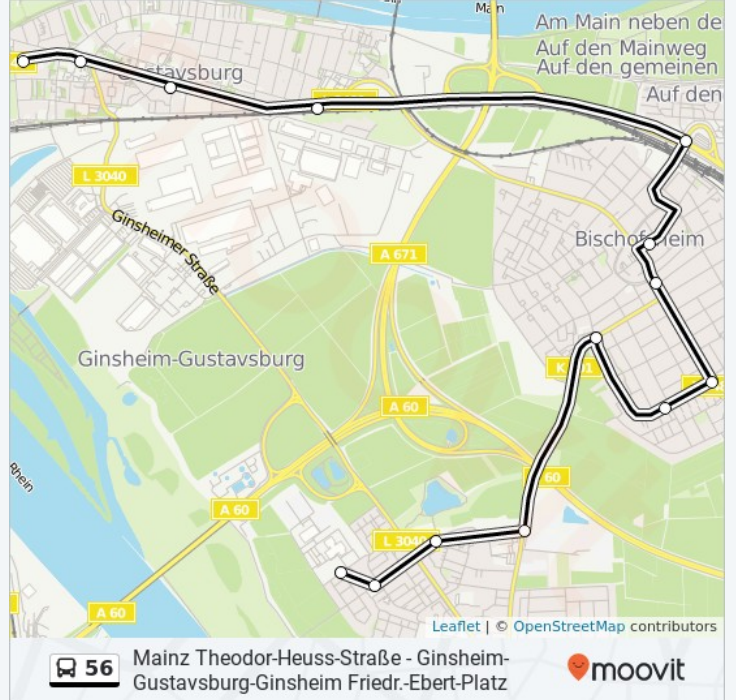 Main
Am Main neben de
Auf den Mainweg
Auf den gemeinen
Auf den
Gustavsburg
L 3040
Ginsheimer Straße
Bischofsheim
A 671
Ginsheim-Gustavsburg
A 60
60
A 60
Rhein
L 3040
A 60
Leaflet | © OpenStreetMap contributors
56
Mainz Theodor-Heuss-Straße - Ginsheim-
Gustavsburg-Ginsheim Friedr.-Ebert-Platz
moovit